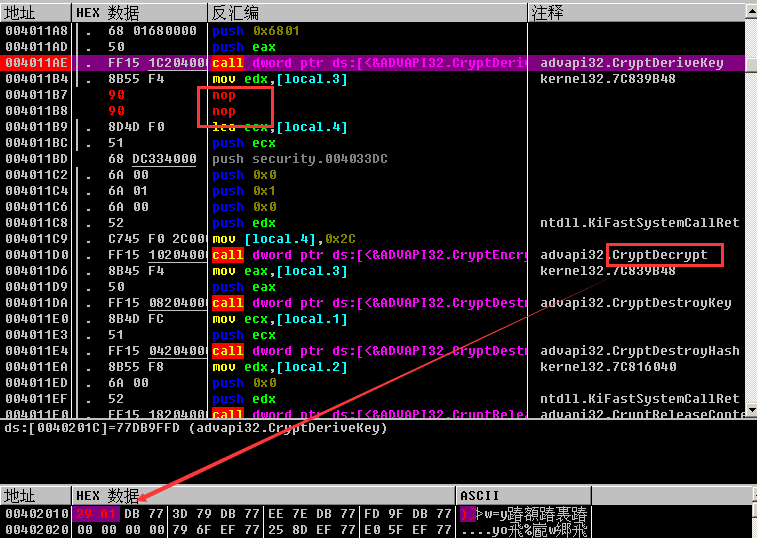 地址 HEX 数据 反汇编 注释
004011A8 . 68 01680000 push 0x6801
004011AD . 50 push eax
004011AE . FF15 1C204000 call dword ptr ds:[<&ADVAPI32.CryptDeri advapi32.CryptDeriveKey
004011B4 . 8B55 F4 mov edx,[local.3] kernel32.7C839B48
004011B7 90 nop
004011B8 90 nop
004011B9 . 8D4D F0 lea ecx,[local.4]
004011BC . 51 push ecx
004011BD 68 DC334000 push security.004033DC
004011C2 . 6A 00 push 0x0
004011C4 . 6A 01 push 0x1
004011C6 . 6A 00 push 0x0
004011C8 . 52 push edx ntdll.KiFastSystemCallRet
004011C9 . C745 F0 2C00 mov [local.4],0x2C
004011D0 . FF15 10204000 call dword ptr ds:[<&ADVAPI32.CryptEncr advapi32.CryptDecrypt
004011D6 . 8B45 F4 mov eax,[local.3] kernel32.7C839B48
004011D9 . 50 push eax
004011DA . FF15 08204000 call dword ptr ds:[<&ADVAPI32.CryptDest advapi32.CryptDestroyKey
004011E0 . 8B4D FC mov ecx,[local.1]
004011E3 . 51 push ecx
004011E4 . FF15 04204000 call dword ptr ds:[<&ADVAPI32.CryptDest advapi32.CryptDestroyHash
004011EA . 8B55 F8 mov edx,[local.2] kernel32.7C816040
004011ED . 6A 00 push 0x0
004011EF . 52 push edx ntdll.KiFastSystemCallRet
004011F0 . FF15 18204000 call dword ptr ds:[<&ADVAPI32.CryptRele advapi32.CryptReleaseConte
ds:[0040201C]=77DB9FFD (advapi32.CryptDeriveKey)
地址 HEX 数据 ASCII
00402010 29 A1 DB 77 3D 79 DB 77 EE 7E DB 77 FD 9F DB 77
00402020 00 00 00 00 79 6F EF 77 25 8D EF 77 E0 5F EF 77